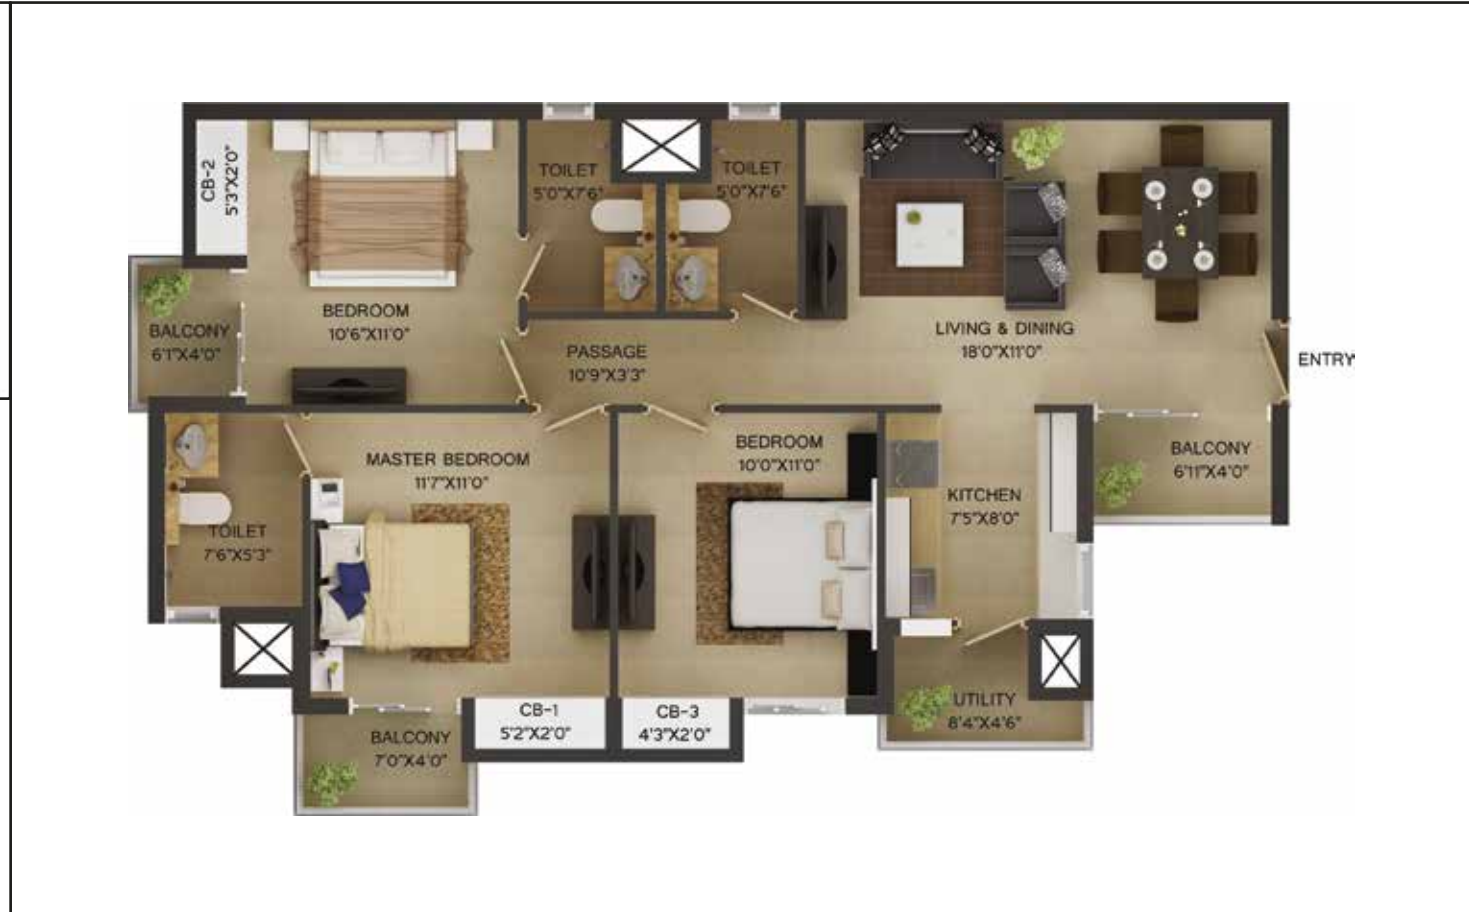 CB-2
5'3"X2'0"
TOILET
5'0"X7'6"
TOILET
5'0"X7'6"
BEDROOM
10'6"X11'0"
BALCONY
6'1"X4'0"
PASSAGE
10'9"X3'3"
LIVING & DINING
18'0"X11'0"
ENTRY
MASTER BEDROOM
11'7"X11'0"
BEDROOM
10'0"X11'0"
BALCONY
6'11"X4'0"
KITCHEN
7'5"X8'0"
TOILET
7'6"X5'3"
CB-1
5'2"X2'0"
CB-3
4'3"X2'0"
UTILITY
8'4"X4'6"
BALCONY
7'0"X4'0"